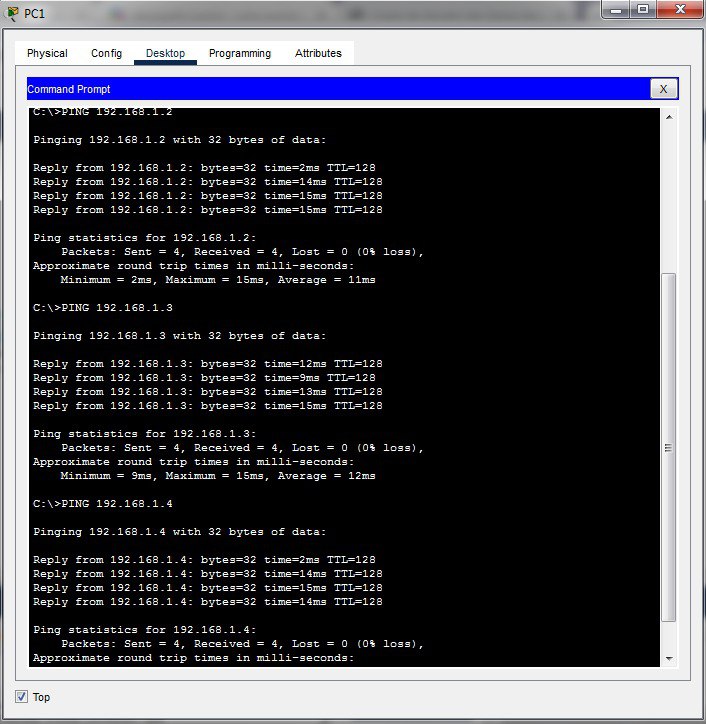 PC1
Physical Config Desktop Programming Attributes
Command Prompt
X
C:\>PING 192.168.1.2
Pinging 192.168.1.2 with 32 bytes of data:
Reply from 192.168.1.2: bytes=32 time=2ms TTL=128
Reply from 192.168.1.2: bytes=32 time=14ms TTL=128
Reply from 192.168.1.2: bytes=32 time=15ms TTL=128
Reply from 192.168.1.2: bytes=32 time=15ms TTL=128
Ping statistics for 192.168.1.2:
Packets: Sent = 4, Received = 4, Lost = 0 (0% loss),
Approximate round trip times in milli-seconds:
Minimum = 2ms, Maximum = 15ms, Average = 11ms
C:\>PING 192.168.1.3
Pinging 192.168.1.3 with 32 bytes of data:
Reply from 192.168.1.3: bytes=32 time=12ms TTL=128
Reply from 192.168.1.3: bytes=32 time=9ms TTL=128
Reply from 192.168.1.3: bytes=32 time=13ms TTL=128
Reply from 192.168.1.3: bytes=32 time=15ms TTL=128
Ping statistics for 192.168.1.3:
Packets: Sent = 4, Received = 4, Lost = 0 (0% loss),
Approximate round trip times in milli-seconds:
Minimum = 9ms, Maximum = 15ms, Average = 12ms
C:\>PING 192.168.1.4
Pinging 192.168.1.4 with 32 bytes of data:
Reply from 192.168.1.4: bytes=32 time=2ms TTL=128
Reply from 192.168.1.4: bytes=32 time=14ms TTL=128
Reply from 192.168.1.4: bytes=32 time=15ms TTL=128
Reply from 192.168.1.4: bytes=32 time=14ms TTL=128
Ping statistics for 192.168.1.4:
Packets: Sent = 4, Received = 4, Lost = 0 (0% loss),
Approximate round trip times in milli-seconds:
Top